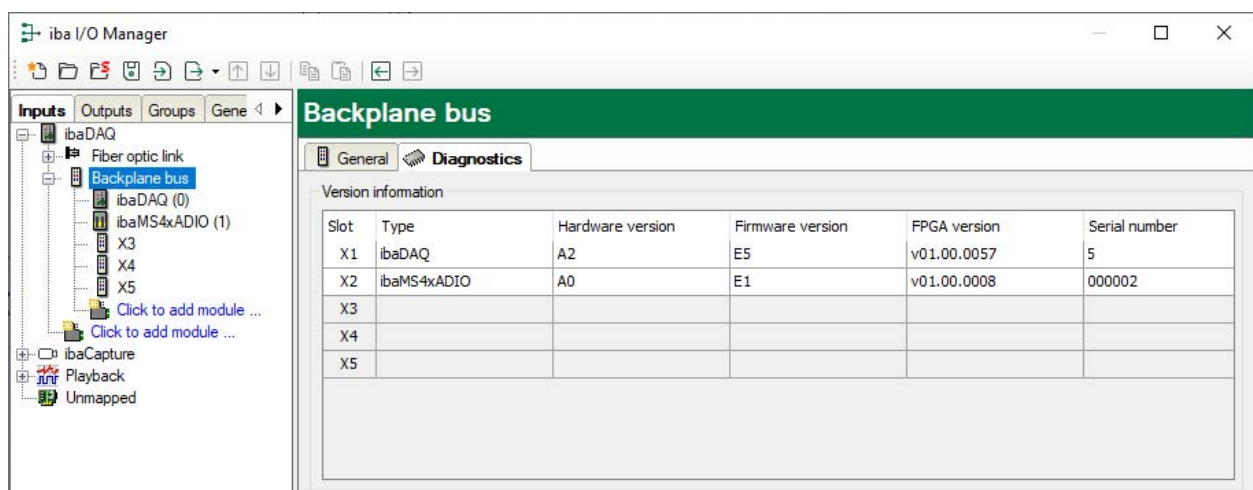 iba I/O Manager
Inputs Outputs Groups Gene
ibaDAQ
Fiber optic link
Backplane bus
ibaDAQ (0)
ibaMS4xADIO (1)
X3
X4
X5
Click to add module ...
Click to add module ...
ibaCapture
Playback
Unmapped
Backplane bus
General Diagnostics
Version information
Slot Type Hardware version Firmware version FPGA version Serial number
X1 ibaDAQ A2 E5 v01.00.0057 5
X2 ibaMS4xADIO A0 E1 v01.00.0008 000002
X3
X4
X5